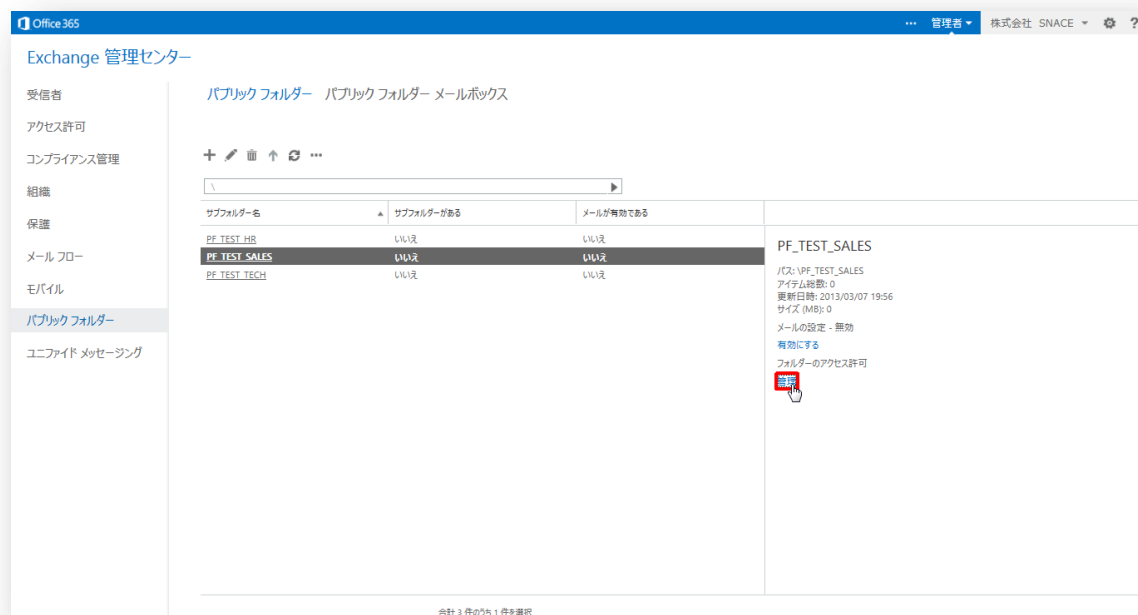 Office 365
··· 管理者 株式会社 SNACE ?
Exchange 管理センター
受信者
アクセス許可
コンプライアンス管理
組織
保護
メール フロー
モバイル
パブリック フォルダー
ユニファイド メッセージング
パブリック フォルダー パブリック フォルダー メールボックス
\
サブフォルダー名 サブフォルダーがある メールが有効である
PF_TEST_HR いいえ いいえ
PF_TEST_SALES いいえ いいえ
PF_TEST_TECH いいえ いいえ
PF_TEST_SALES
パス: \PF_TEST_SALES
アイテム総数: 0
更新日時: 2013/03/07 19:56
サイズ (MB): 0
メールの設定 - 無効
有効にする
フォルダーのアクセス許可
管理
合計 3 件のうち 1 件を選択